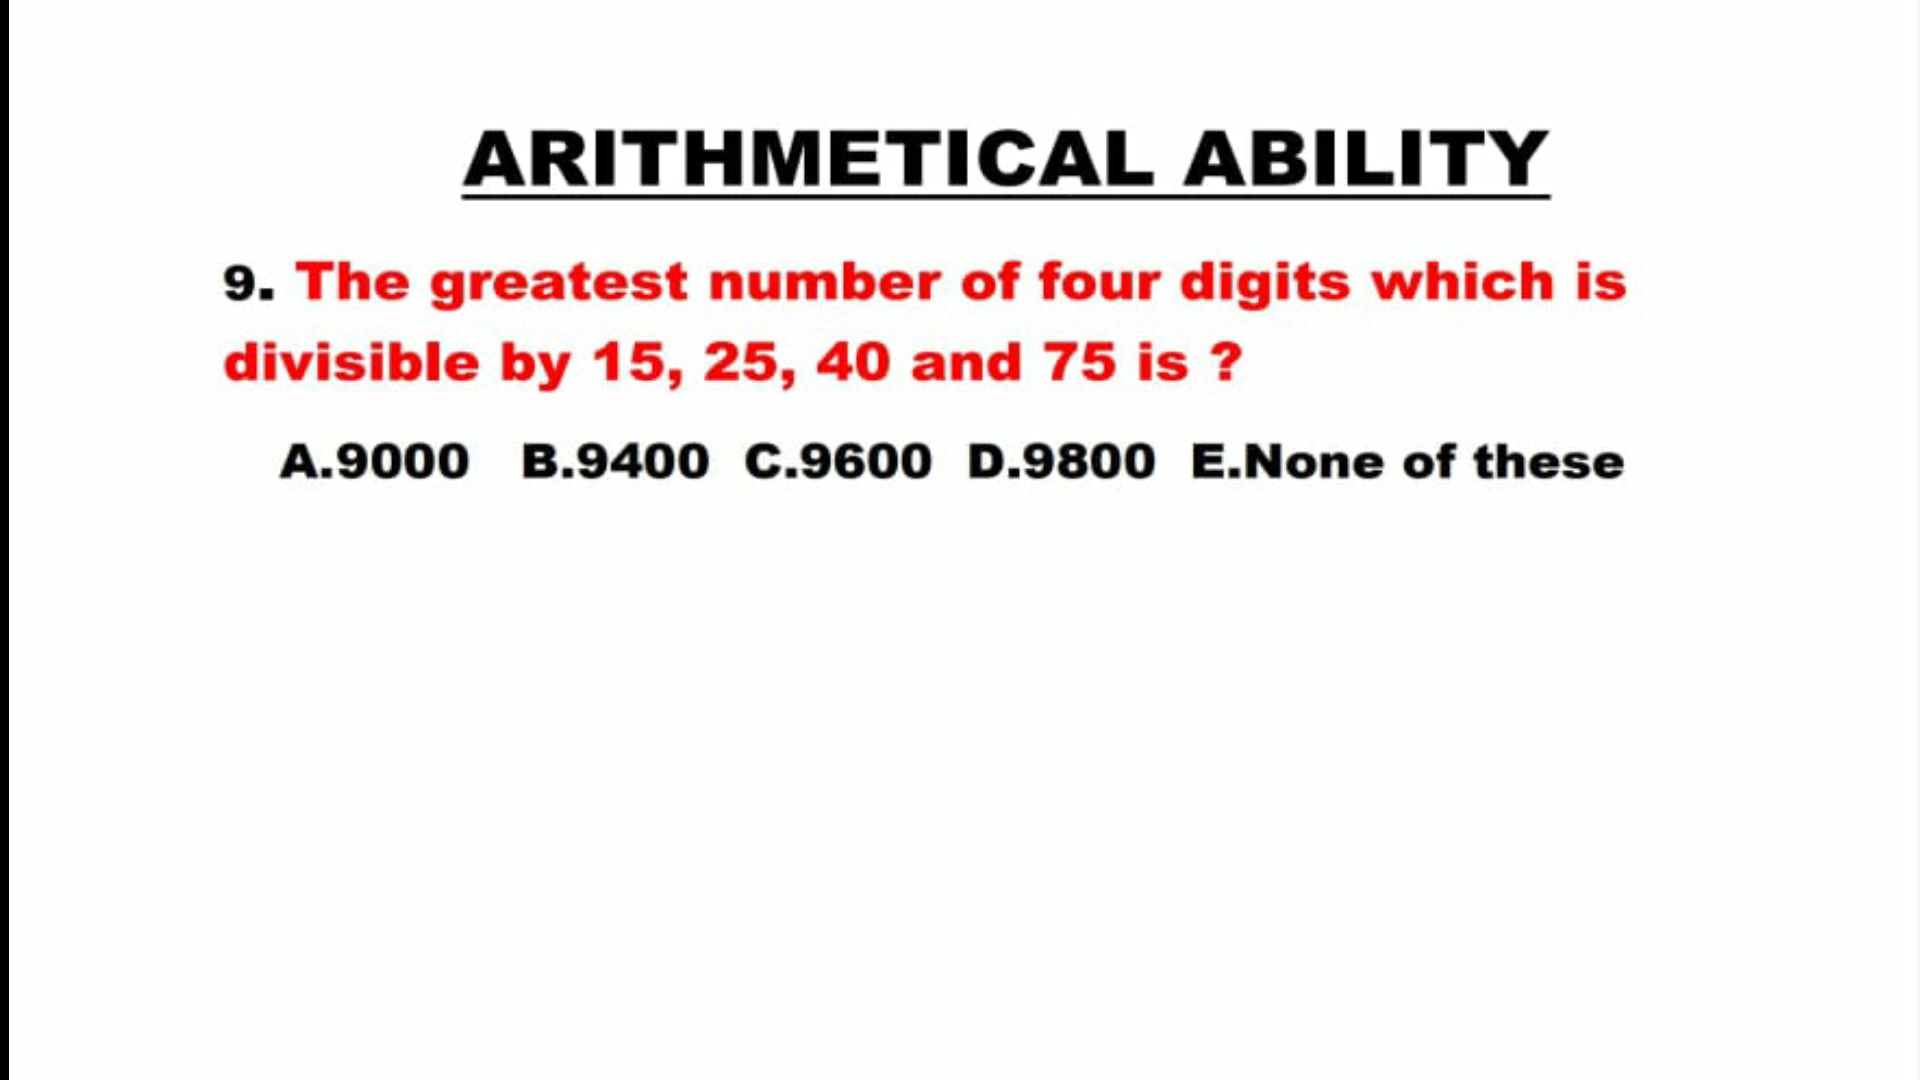 ARITHMETICAL ABILITY
9. The greatest number of four digits which is
divisible by 15, 25, 40 and 75 is ?
A.9000 B.9400 C.9600 D.9800 E.None of these